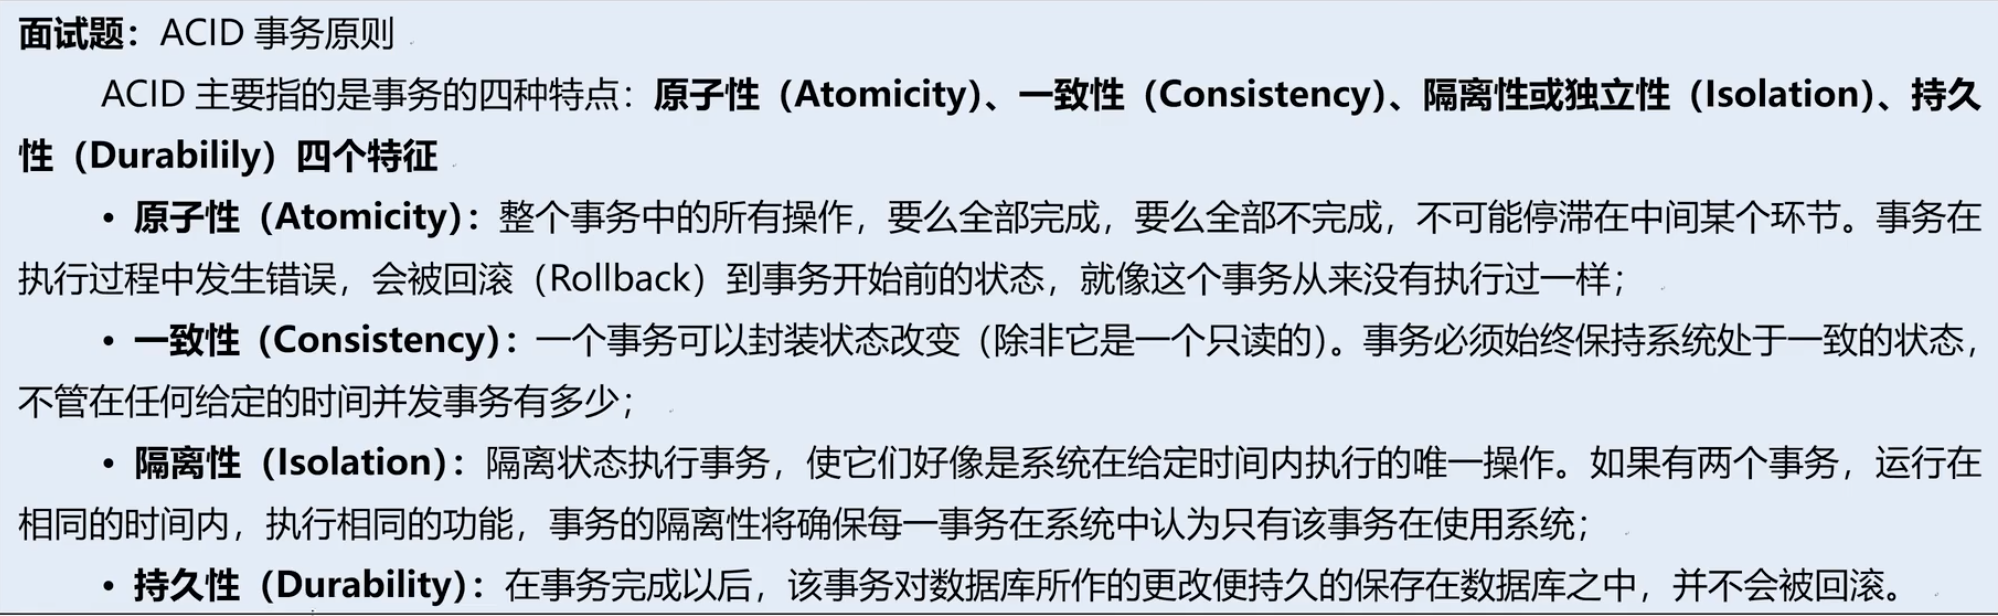 面试题：ACID 事务原则
ACID 主要指的是事务的四种特点：原子性（Atomicity）、一致性（Consistency）、隔离性或独立性（Isolation）、持久
性（Durabilily）四个特征
• 原子性（Atomicity）：整个事务中的所有操作，要么全部完成，要么全部不完成，不可能停滞在中间某个环节。事务在
执行过程中发生错误，会被回滚（Rollback）到事务开始前的状态，就像这个事务从来没有执行过一样；
• 一致性（Consistency）：一个事务可以封装状态改变（除非它是一个只读的）。事务必须始终保持系统处于一致的状态，
不管在任何给定的时间并发事务有多少；
• 隔离性（Isolation）：隔离状态执行事务，使它们好像是系统在给定时间内执行的唯一操作。如果有两个事务，运行在
相同的时间内，执行相同的功能，事务的隔离性将确保每一事务在系统中认为只有该事务在使用系统；
• 持久性（Durability）：在事务完成以后，该事务对数据库所作的更改便持久的保存在数据库之中，并不会被回滚。